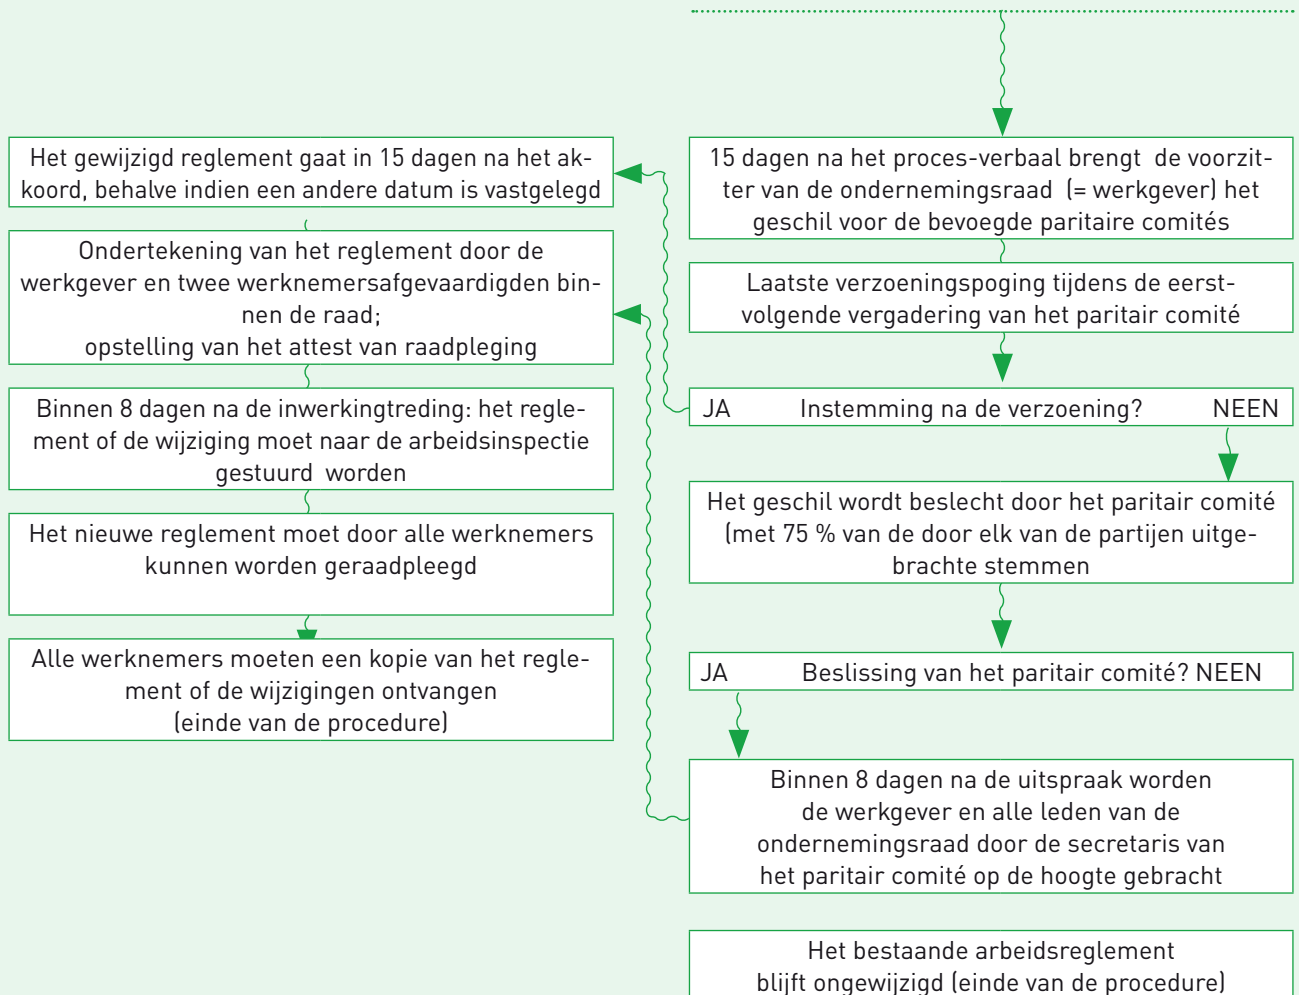 Het gewijzigd reglement gaat in 15 dagen na het ak-
koord, behalve indien een andere datum is vastgelegd
Ondertekening van het reglement door de
werkgever en twee werknemersafgevaardigden bin-
nen de raad;
opstelling van het attest van raadpleging
Binnen 8 dagen na de inwerkingtreding: het regle-
ment of de wijziging moet naar de arbeidsinspectie
gestuurd worden
Het nieuwe reglement moet door alle werknemers
kunnen worden geraadpleegd
Alle werknemers moeten een kopie van het regle-
ment of de wijzigingen ontvangen
(einde van de procedure)
15 dagen na het proces-verbaal brengt de voorzit-
ter van de ondernemingsraad (= werkgever) het
geschil voor de bevoegde paritaire comités
Laatste verzoeningspoging tijdens de eerst-
volgende vergadering van het paritair comité
JA Instemming na de verzoening? NEEN
Het geschil wordt beslecht door het paritair comité
(met 75 % van de door elk van de partijen uitge-
brachte stemmen
JA Beslissing van het paritair comité? NEEN
Binnen 8 dagen na de uitspraak worden
de werkgever en alle leden van de
ondernemingsraad door de secretaris van
het paritair comité op de hoogte gebracht
Het bestaande arbeidsreglement
blijft ongewijzigd (einde van de procedure)